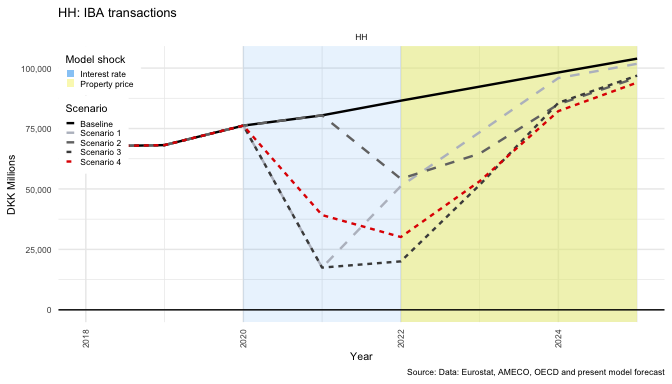 HH: IBA transactions
HH
Model shock
Interest rate
Property price
Scenario
Baseline
Scenario 1
Scenario 2
Scenario 3
Scenario 4
100,000
75,000
50,000
25,000
0
DKK Millions
2018
2020
2022
2024
Year
Source: Data: Eurostat, AMECO, OECD and present model forecast